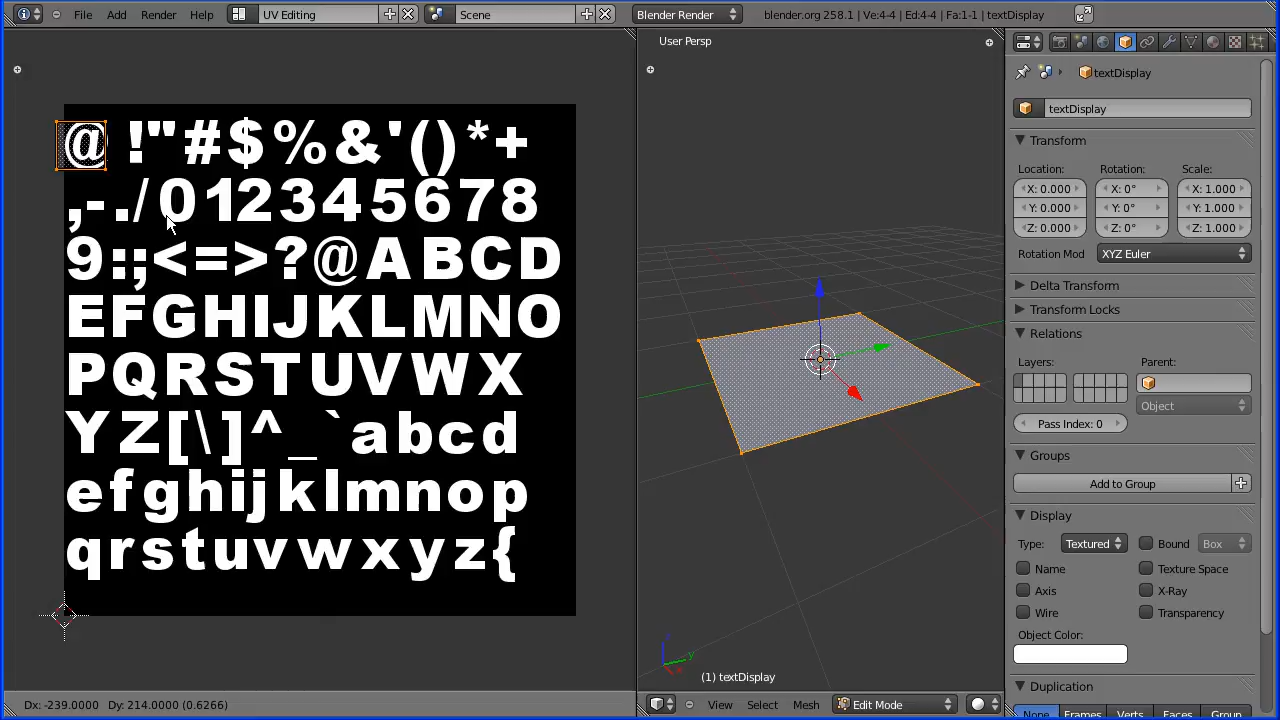 File Add Render Help UV Editing Scene Blender Render blender.org 258.1 | Ve:4-4 | Ed:4-4 | Fa:1-1 | textDisplay
User Persp
textDisplay
textDisplay
Transform
Location: Rotation: Scale:
X: 0.000 X: 0° X: 1.000
Y: 0.000 Y: 0° Y: 1.000
Z: 0.000 Z: 0° Z: 1.000
Rotation Mod XYZ Euler
Delta Transform
Transform Locks
Relations
Layers: Parent:
Object
Pass Index: 0
Groups
Add to Group
Display
Type: Textured Bound Box
Name Texture Space
Axis X-Ray
Wire Transparency
Object Color:
Duplication
None Frames Verts Faces Group
@ !"#$%&'()*+
,-./012345678
9:;<=>?@ABCD
EFGHIJKLMNO
PQRSTUVWX
YZ[\]^_`abcd
efghijklmnop
qrstuvwxyz{
z
y
x
(1) textDisplay
Dx: -239.0000 Dy: 214.0000 (0.6266)
View Select Mesh Edit Mode